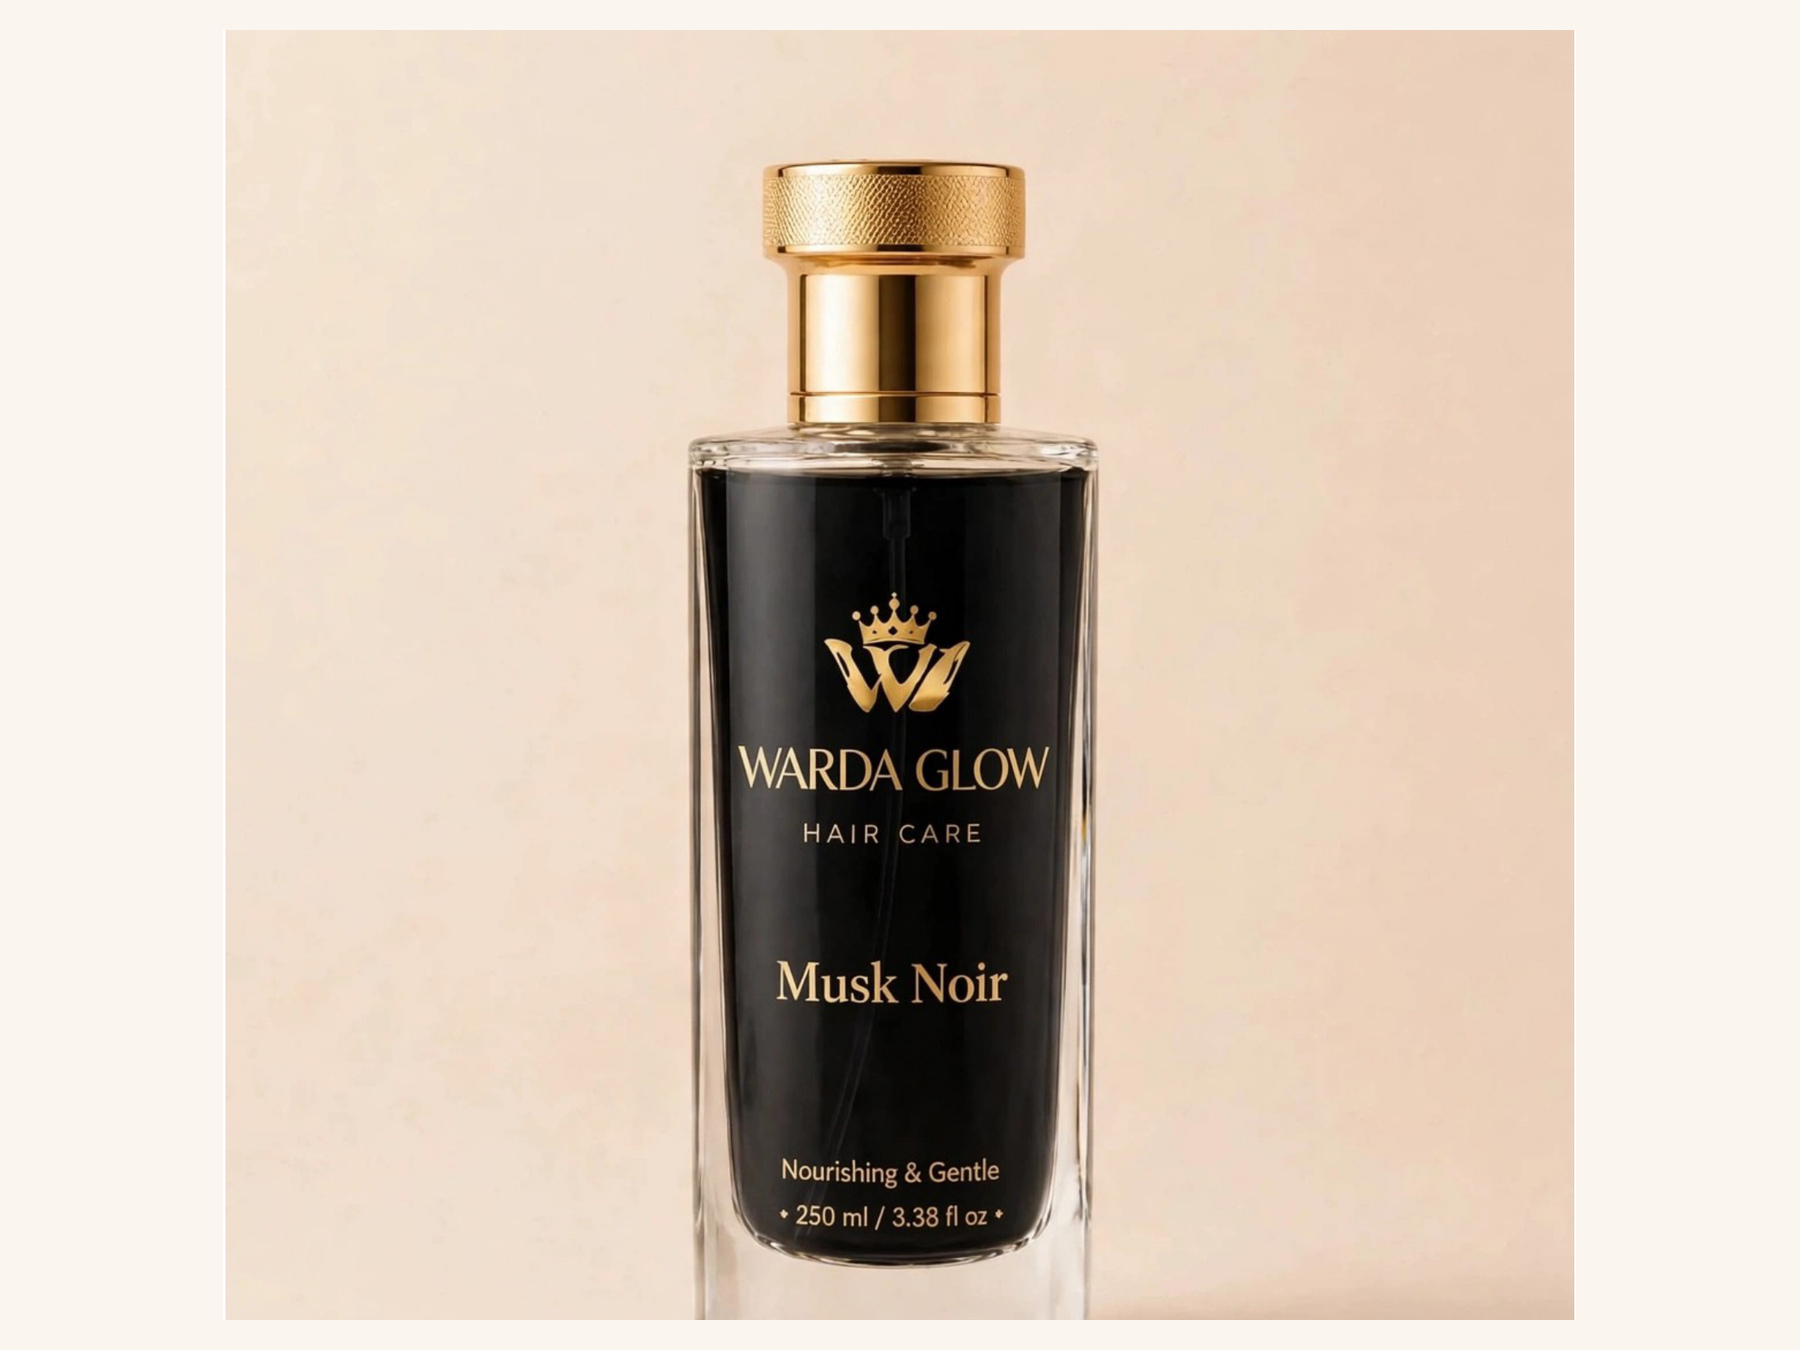 WARDA GLOW
HAIR CARE
Musk Noir
Nourishing & Gentle
• 250 ml / 3.38 fl oz •